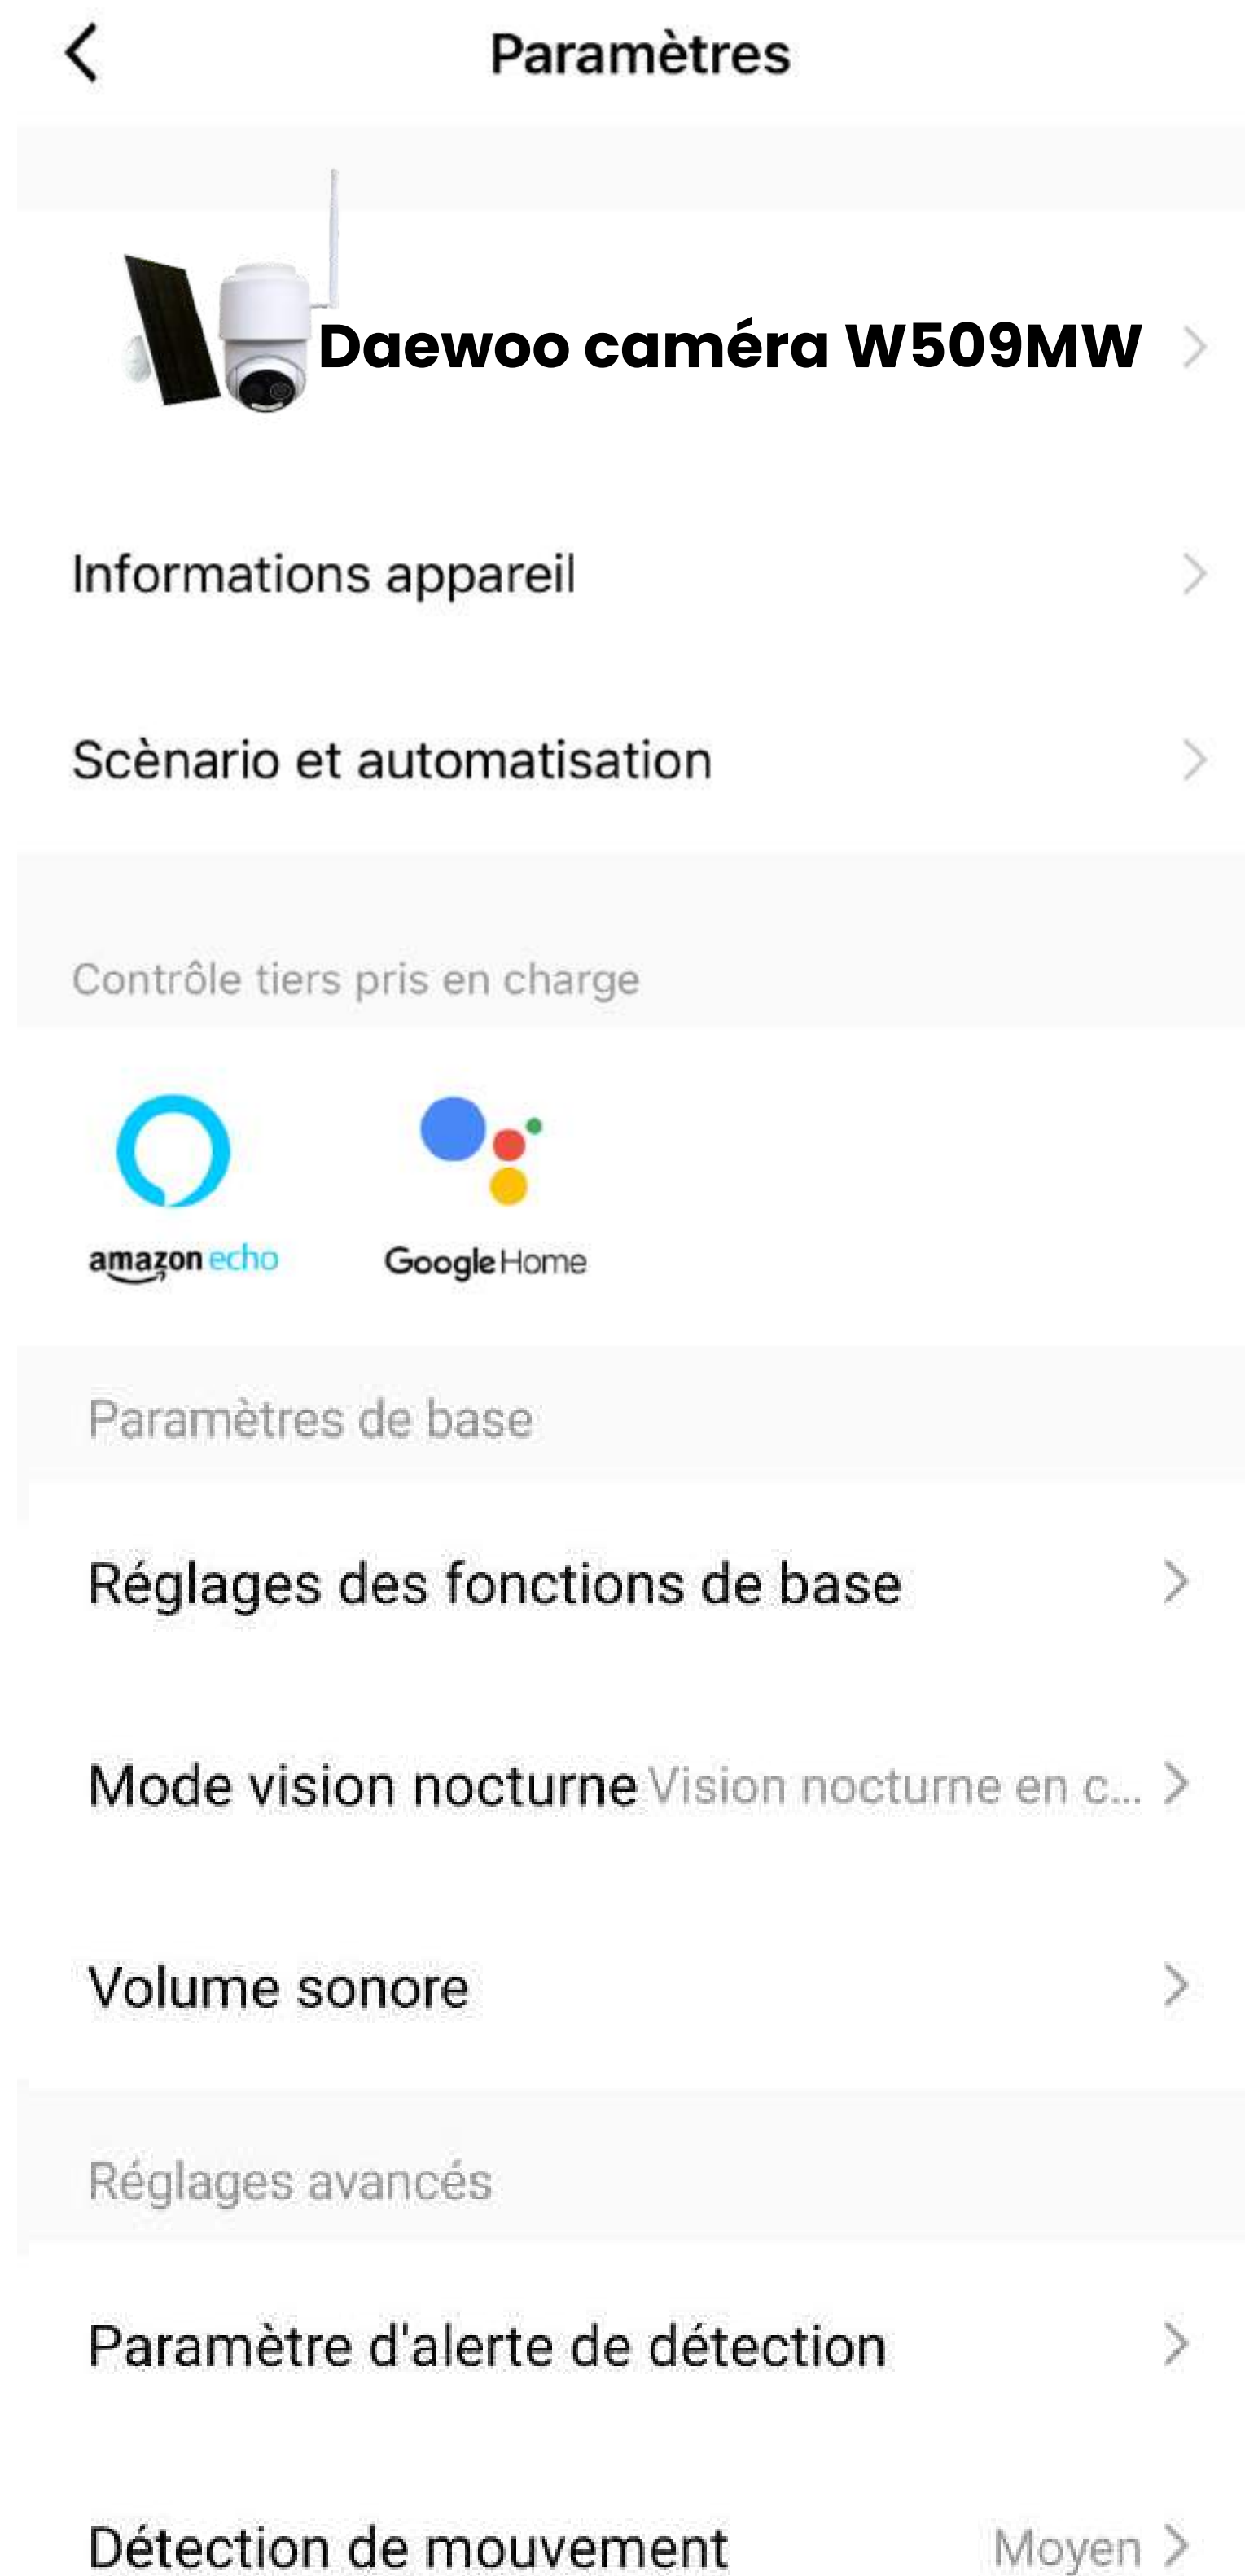 Paramètres
Daewoo caméra W509MW
Informations appareil
Scènario et automatisation
Contrôle tiers pris en charge
amazon echo
Google Home
Paramètres de base
Réglages des fonctions de base
Mode vision nocturne Vision nocturne en c...
Volume sonore
Réglages avancés
Paramètre d'alerte de détection
Détection de mouvement Moyen